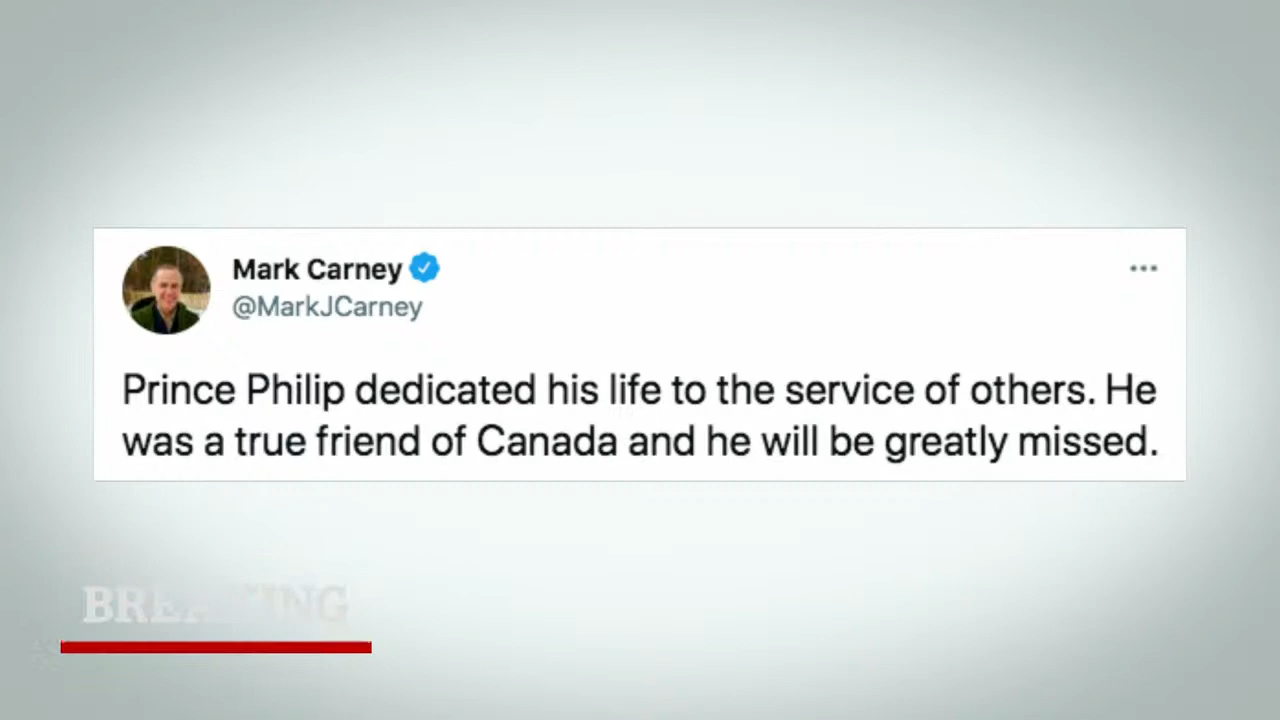 Mark Carney
@MarkJCarney
Prince Philip dedicated his life to the service of others. He
was a true friend of Canada and he will be greatly missed.
BREAKING